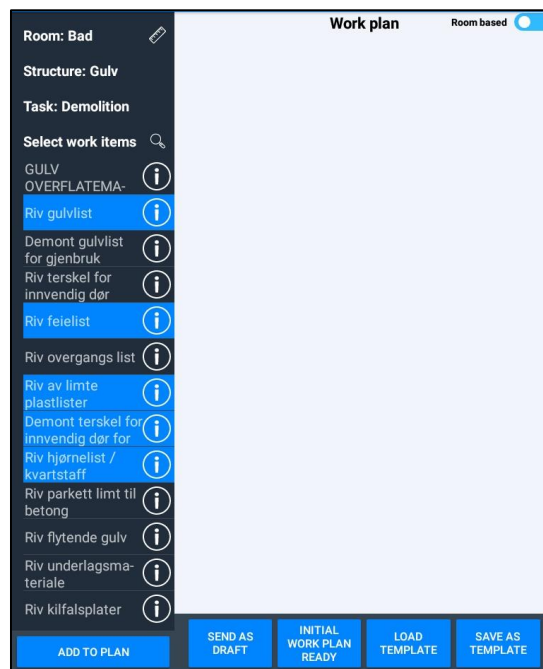 Work plan
Room based
Room: Bad
Structure: Gulv
Task: Demolition
Select work items
GULV
OVERFLATEMA-
Riv gulvlist
Demont gulvlist
for gjenbruk
Riv terskel for
innvendig dør
Riv feielist
Riv overgangs list
Riv av limte
plastlister
Demont terskel for
innvendig dør for
Riv hjørnelist /
kvartstaff
Riv parkett limt til
betong
Riv flytende gulv
Riv underlagsma-
teriale
Riv kilfalsplater
ADD TO PLAN
SEND AS
DRAFT
INITIAL
WORK PLAN
READY
LOAD
TEMPLATE
SAVE AS
TEMPLATE